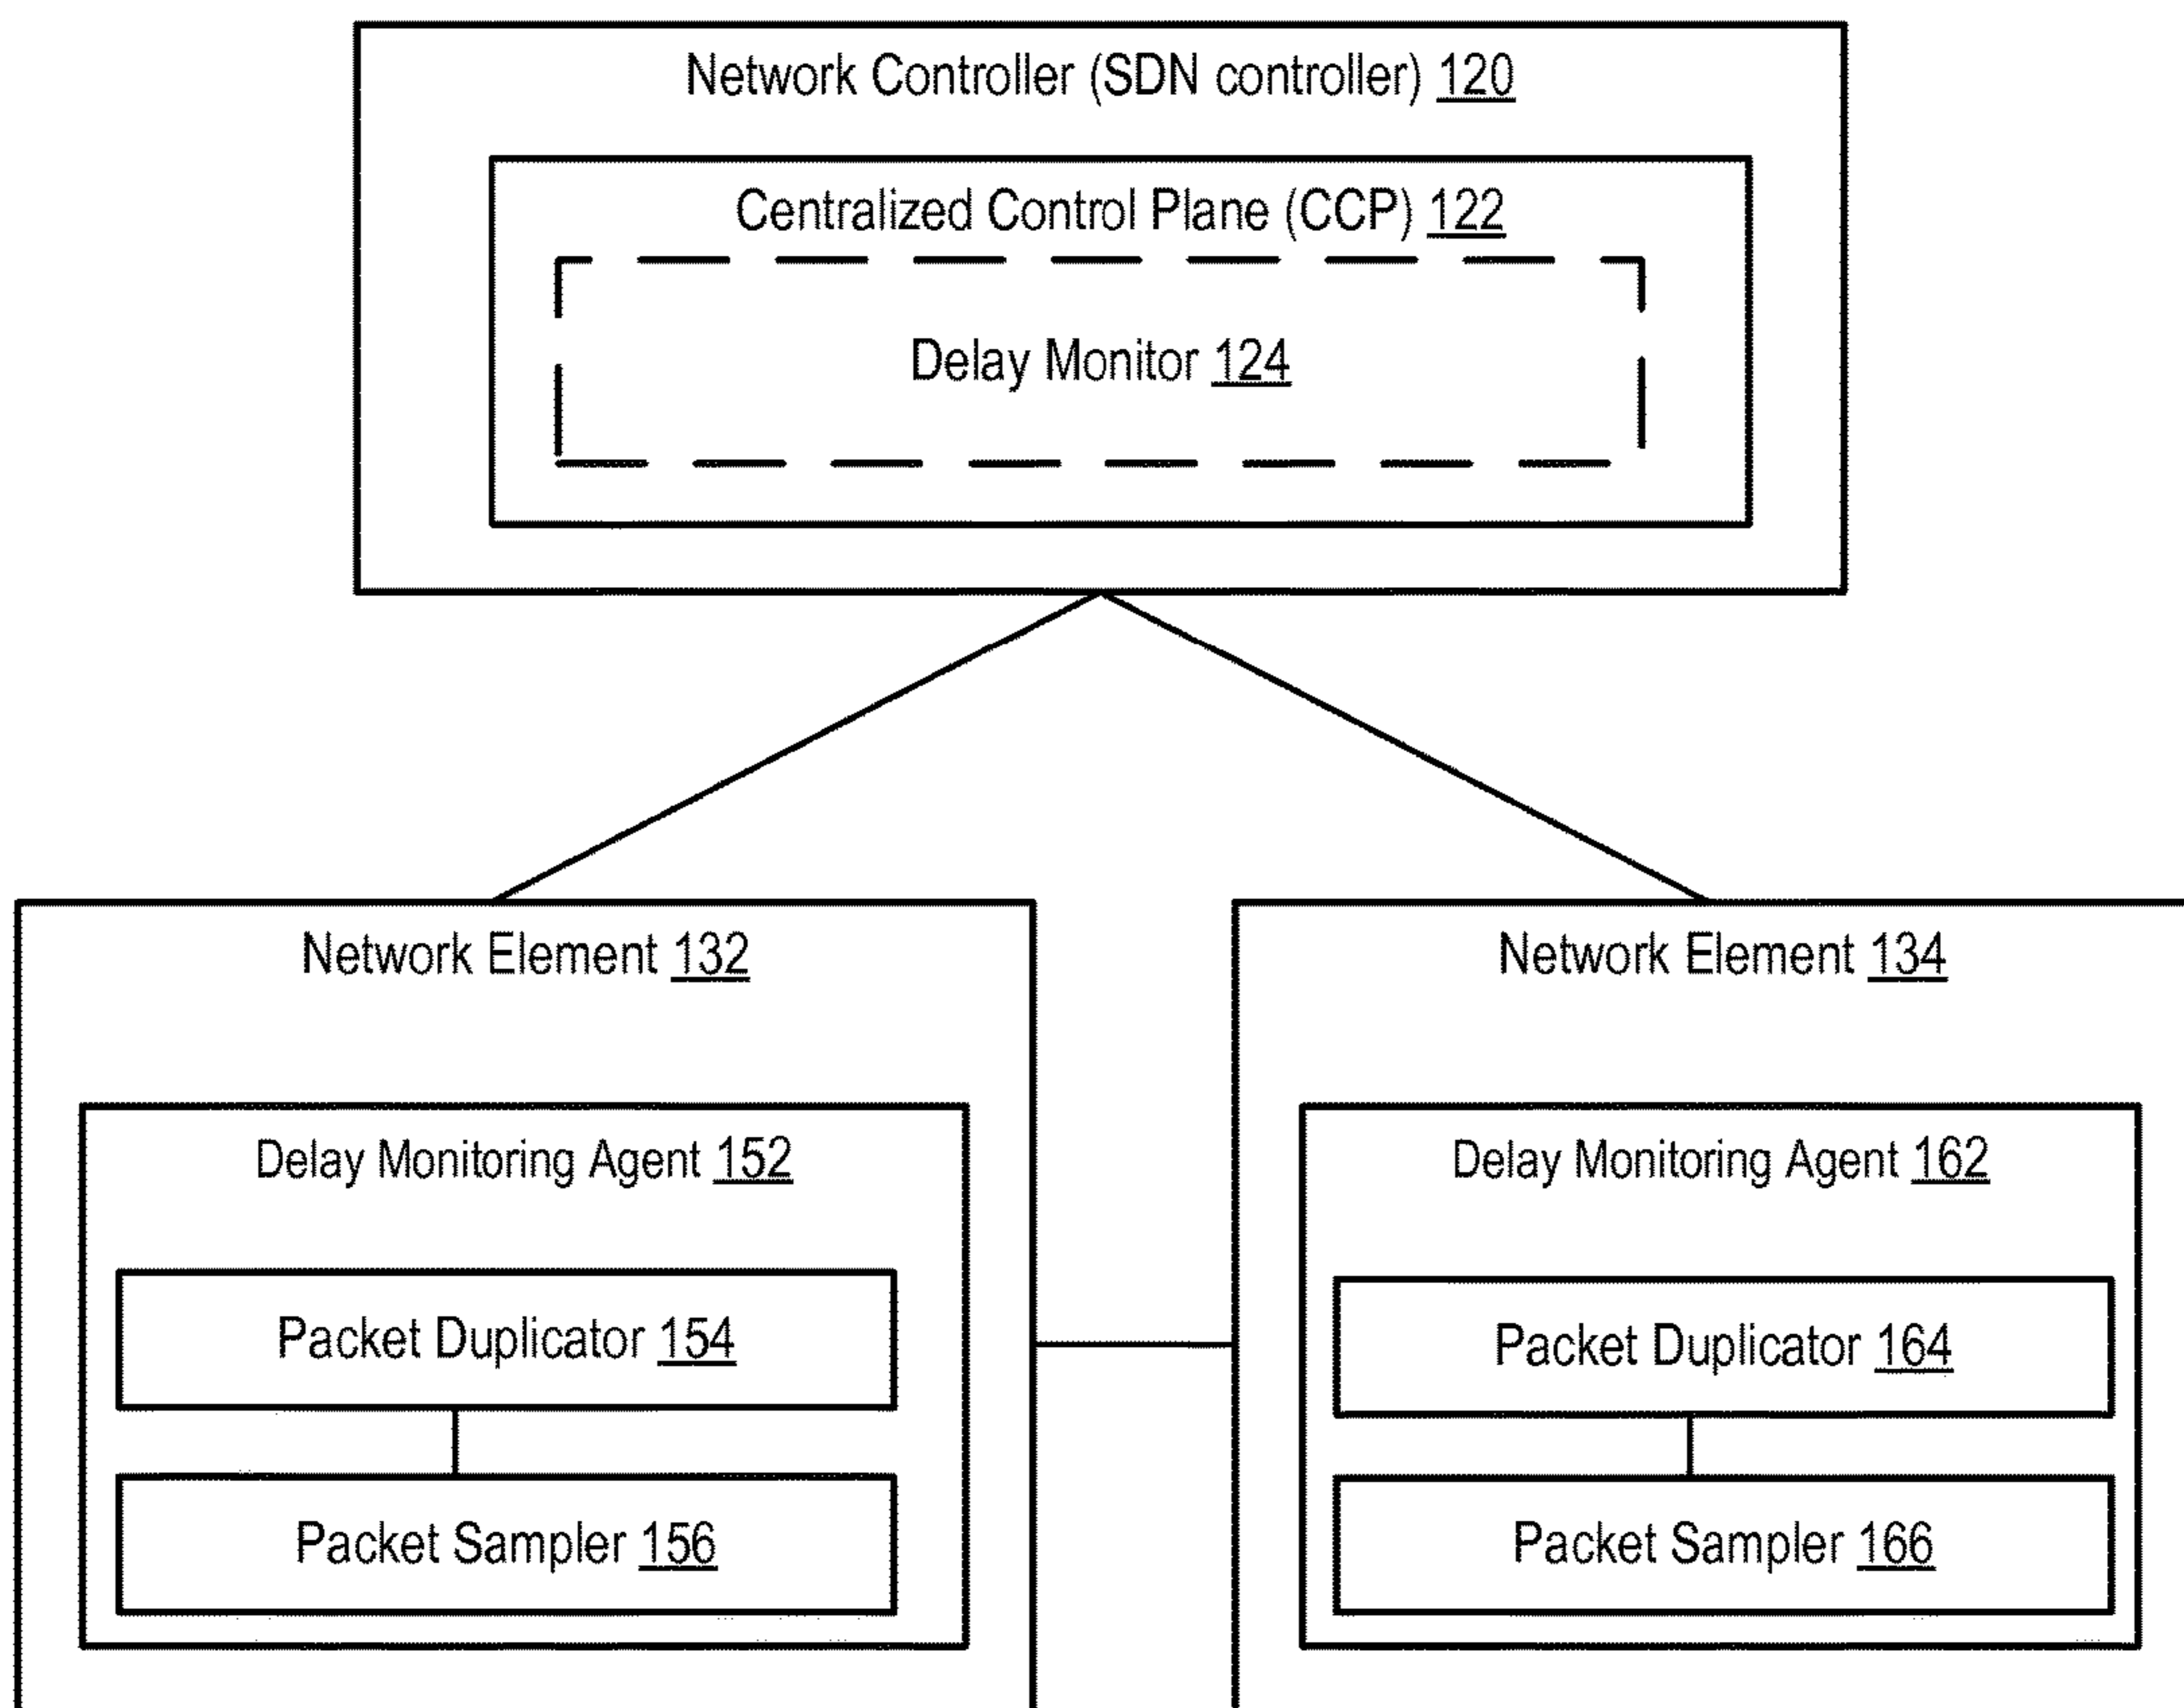 Network Controller (SDN controller) 120
Centralized Control Plane (CCP) 122
Delay Monitor 124
Network Element 132
Delay Monitoring Agent 152
Packet Duplicator 154
Packet Sampler 156
Network Element 134
Delay Monitoring Agent 162
Packet Duplicator 164
Packet Sampler 166